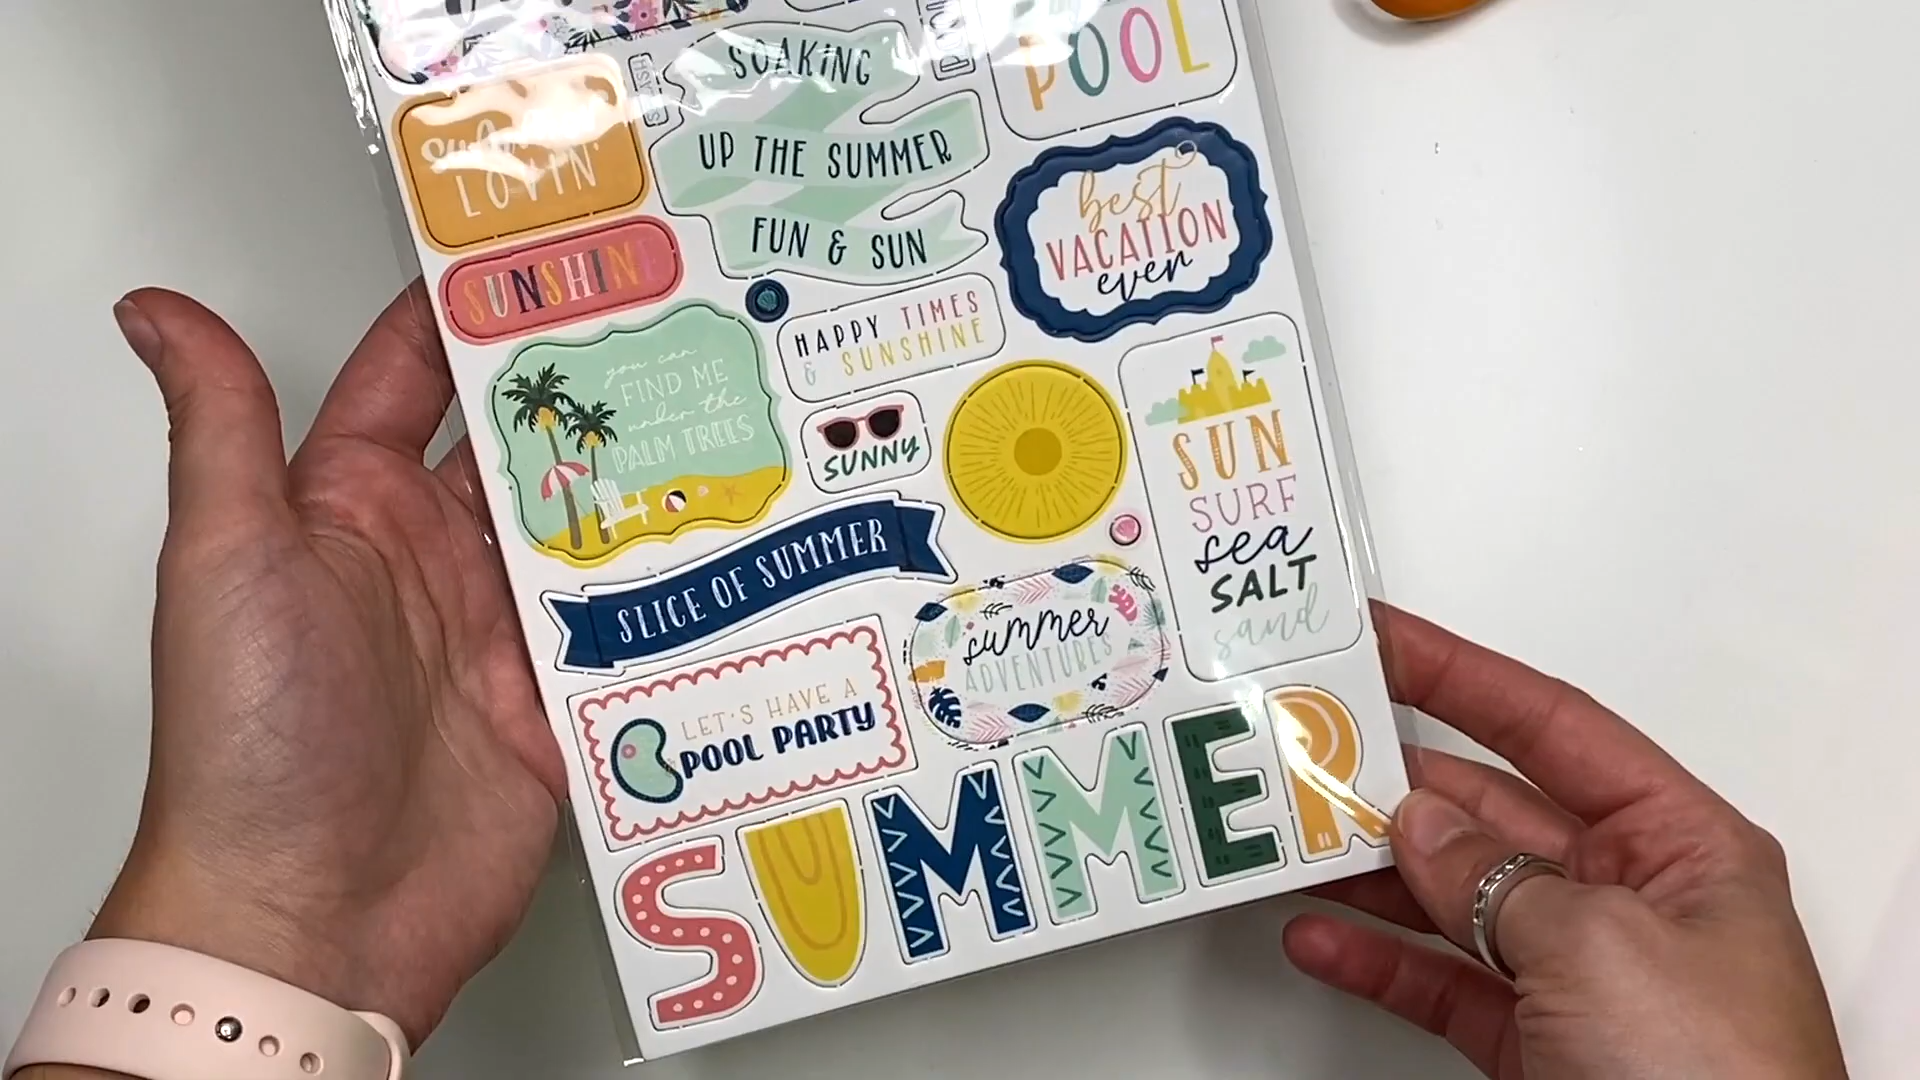 SOAKING
UP THE SUMMER
FUN & SUN
POOL
LOVIN'
best
VACATION
ever
SUNSHINE
HAPPY TIMES
& SUNSHINE
you can
FIND ME
under the
PALM TREES
SUNNY
SUN
SURF
sea
SALT
sand
SLICE OF SUMMER
summer
ADVENTURES
LET'S HAVE A
POOL PARTY
SUMMER